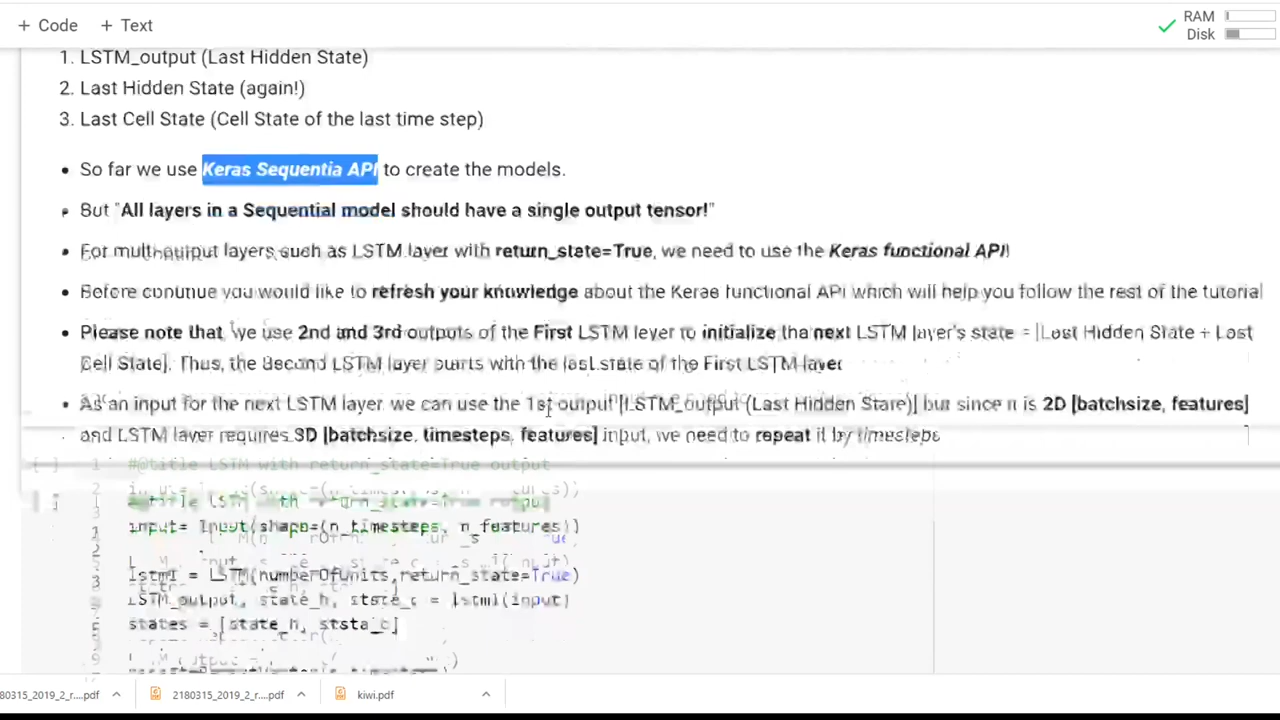 + Code + Text
RAM
Disk
1. LSTM_output (Last Hidden State)
2. Last Hidden State (again!)
3. Last Cell State (Cell State of the last time step)
• So far we use Keras Sequentia API to create the models.
• But "All layers in a Sequential model should have a single output tensor!"
• For multi-output layers such as LSTM layer with return_state=True, we need to use the Keras functional API!
• Before continue you would like to refresh your knowledge about the Keras functional API which will help you follow the rest of the tutorial
• Please note that we use 2nd and 3rd outputs of the First LSTM layer to initialize the next LSTM layer's state = [Last Hidden State + Last
Cell State]. Thus, the Second LSTM layer starts with the last state of the First LSTM layer
• As an input for the next LSTM layer we can use the 1st output [LSTM_output (Last Hidden State)] but since it is 2D [batchsize, features]
and LSTM layer requires 3D [batchsize, timesteps, features] input, we need to repeat it by timesteps
#@title LSTM with return_state=True output
input= Input(shape=(n_timesteps, n_features))
lstm1 = LSTM(numberOfUnits,return_state=True)
LSTM_output, state_h, state_c = lstm1(input)
states = [state_h, state_c]
80315_2019_2_r....pdf
2180315_2019_2_r....pdf
kiwi.pdf